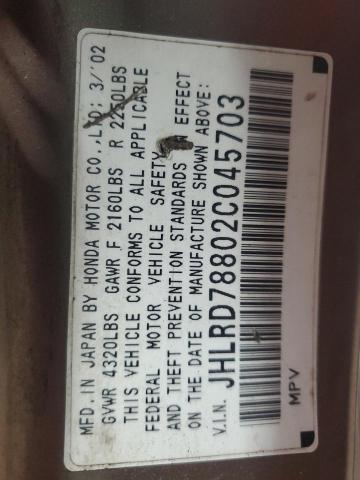 MFD.IN JAPAN BY HONDA MOTOR CO.,LTD; 3/'02
GVWR 4320LBS GAWR F 2160LBS R 2250LBS
THIS VEHICLE CONFORMS TO ALL APPLICABLE
FEDERAL MOTOR VEHICLE SAFETY
AND THEFT PREVENTION STANDARDS EFFECT
ON THE DATE OF MANUFACTURE SHOWN ABOVE:
V.I.N. JHLRD78802C045703
MPV